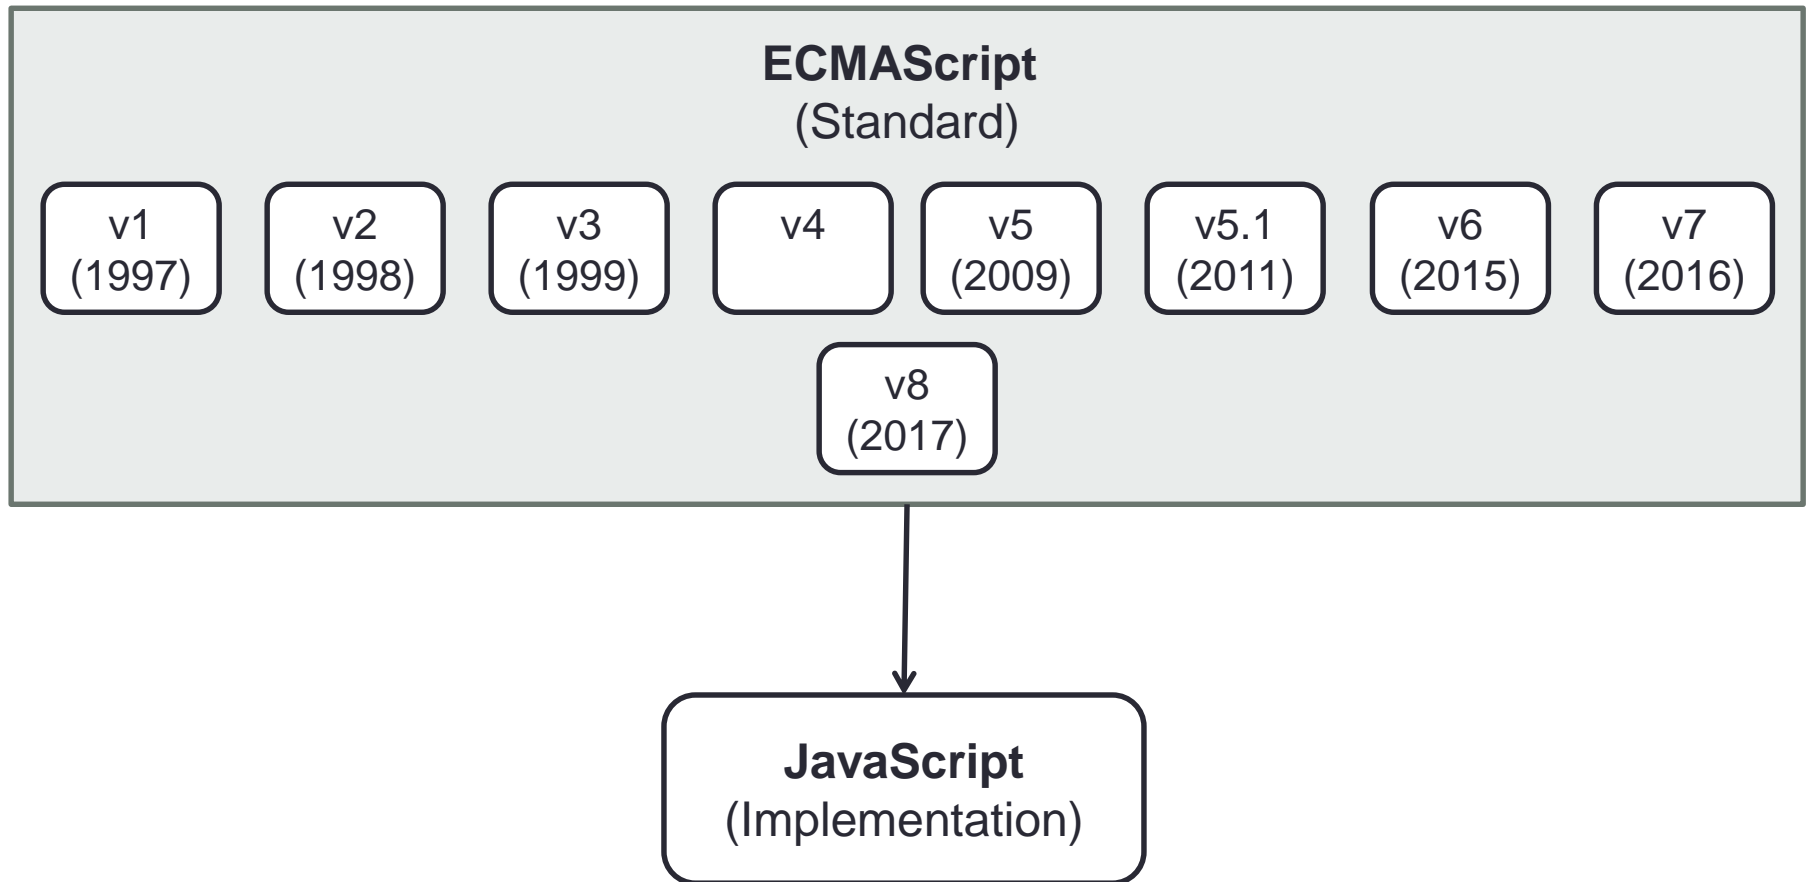 ECMAScript
(Standard)
v1
(1997)
v2
(1998)
v3
(1999)
v4
v5
(2009)
v5.1
(2011)
v6
(2015)
v7
(2016)
v8
(2017)
JavaScript
(Implementation)